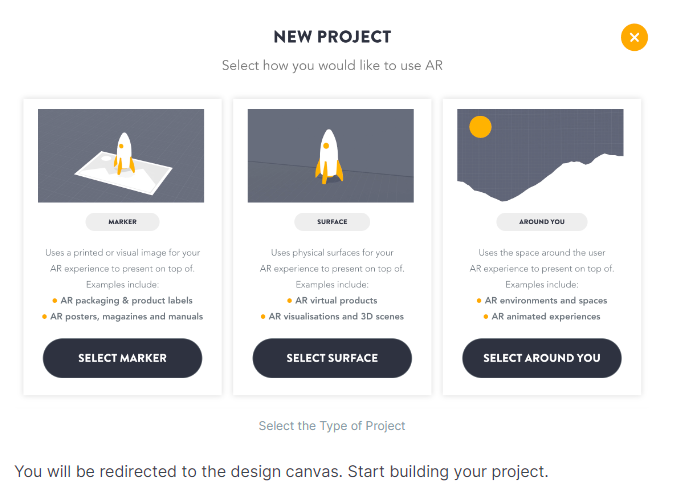 NEW PROJECT
Select how you would like to use AR
MARKER
Uses a printed or visual image for your
AR experience to present on top of.
Examples include:
AR packaging & product labels
AR posters, magazines and manuals
SELECT MARKER
SURFACE
Uses physical surfaces for your
AR experience to present on top of.
Examples include:
AR virtual products
AR visualisations and 3D scenes
SELECT SURFACE
AROUND YOU
Uses the space around the user
AR experience to present on top of.
Examples include:
AR environments and spaces
AR animated experiences
SELECT AROUND YOU
Select the Type of Project
You will be redirected to the design canvas. Start building your project.